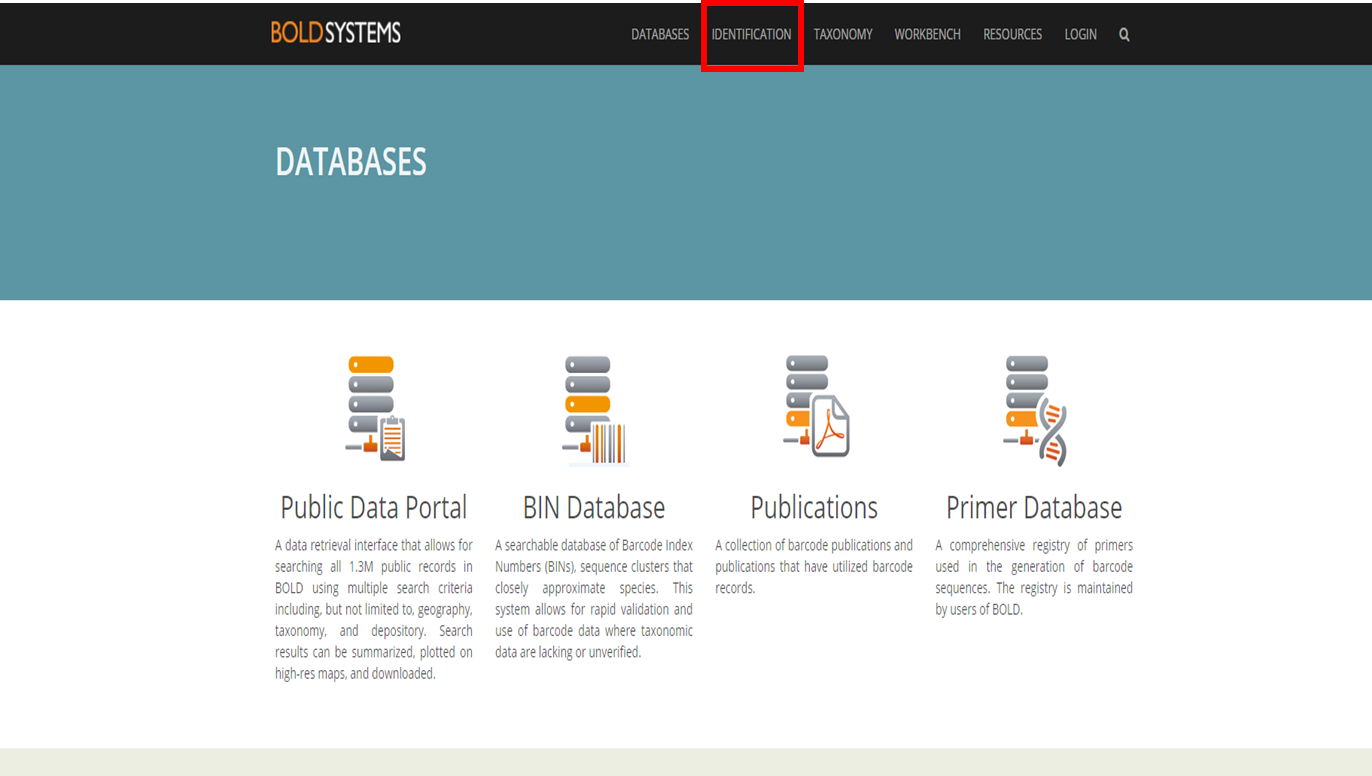 BOLDSYSTEMS
DATABASES IDENTIFICATION TAXONOMY WORKBENCH RESOURCES LOGIN
DATABASES
Public Data Portal
A data retrieval interface that allows for
searching all 1.3M public records in
BOLD using multiple search criteria
including, but not limited to, geography,
taxonomy, and depository. Search
results can be summarized, plotted on
high-res maps, and downloaded.
BIN Database
A searchable database of Barcode Index
Numbers (BINs), sequence clusters that
closely approximate species. This
system allows for rapid validation and
use of barcode data where taxonomic
data are lacking or unverified.
Publications
A collection of barcode publications and
publications that have utilized barcode
records.
Primer Database
A comprehensive registry of primers
used in the generation of barcode
sequences. The registry is maintained
by users of BOLD.